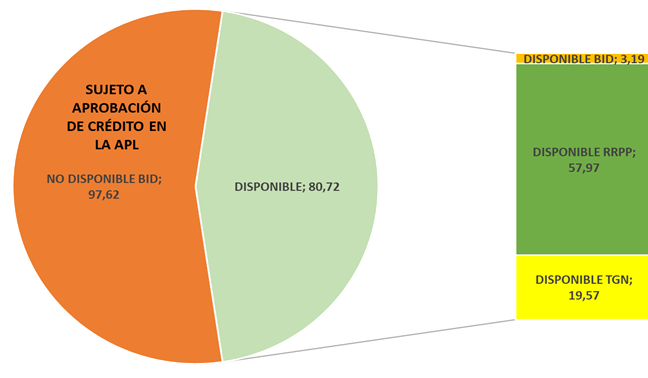 SUJETO A
APROBACIÓN
DE CRÉDITO EN
LA APL
NO DISPONIBLE BID;
97,62
DISPONIBLE; 80,72
DISPONIBLE BID; 3,19
DISPONIBLE RRPP;
57,97
DISPONIBLE TGN;
19,57